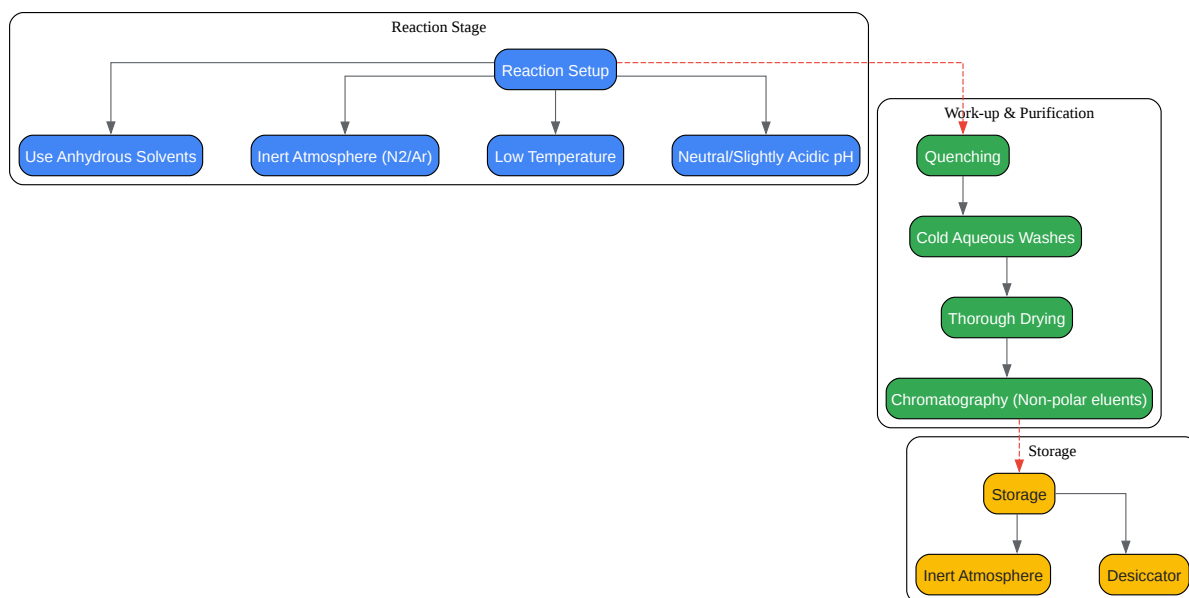 Reaction Stage
Reaction Setup
Use Anhydrous Solvents
Inert Atmosphere (N2/Ar)
Low Temperature
Neutral/Slightly Acidic pH
Work-up & Purification
Quenching
Cold Aqueous Washes
Thorough Drying
Chromatography (Non-polar eluents)
Storage
Storage
Inert Atmosphere
Desiccator